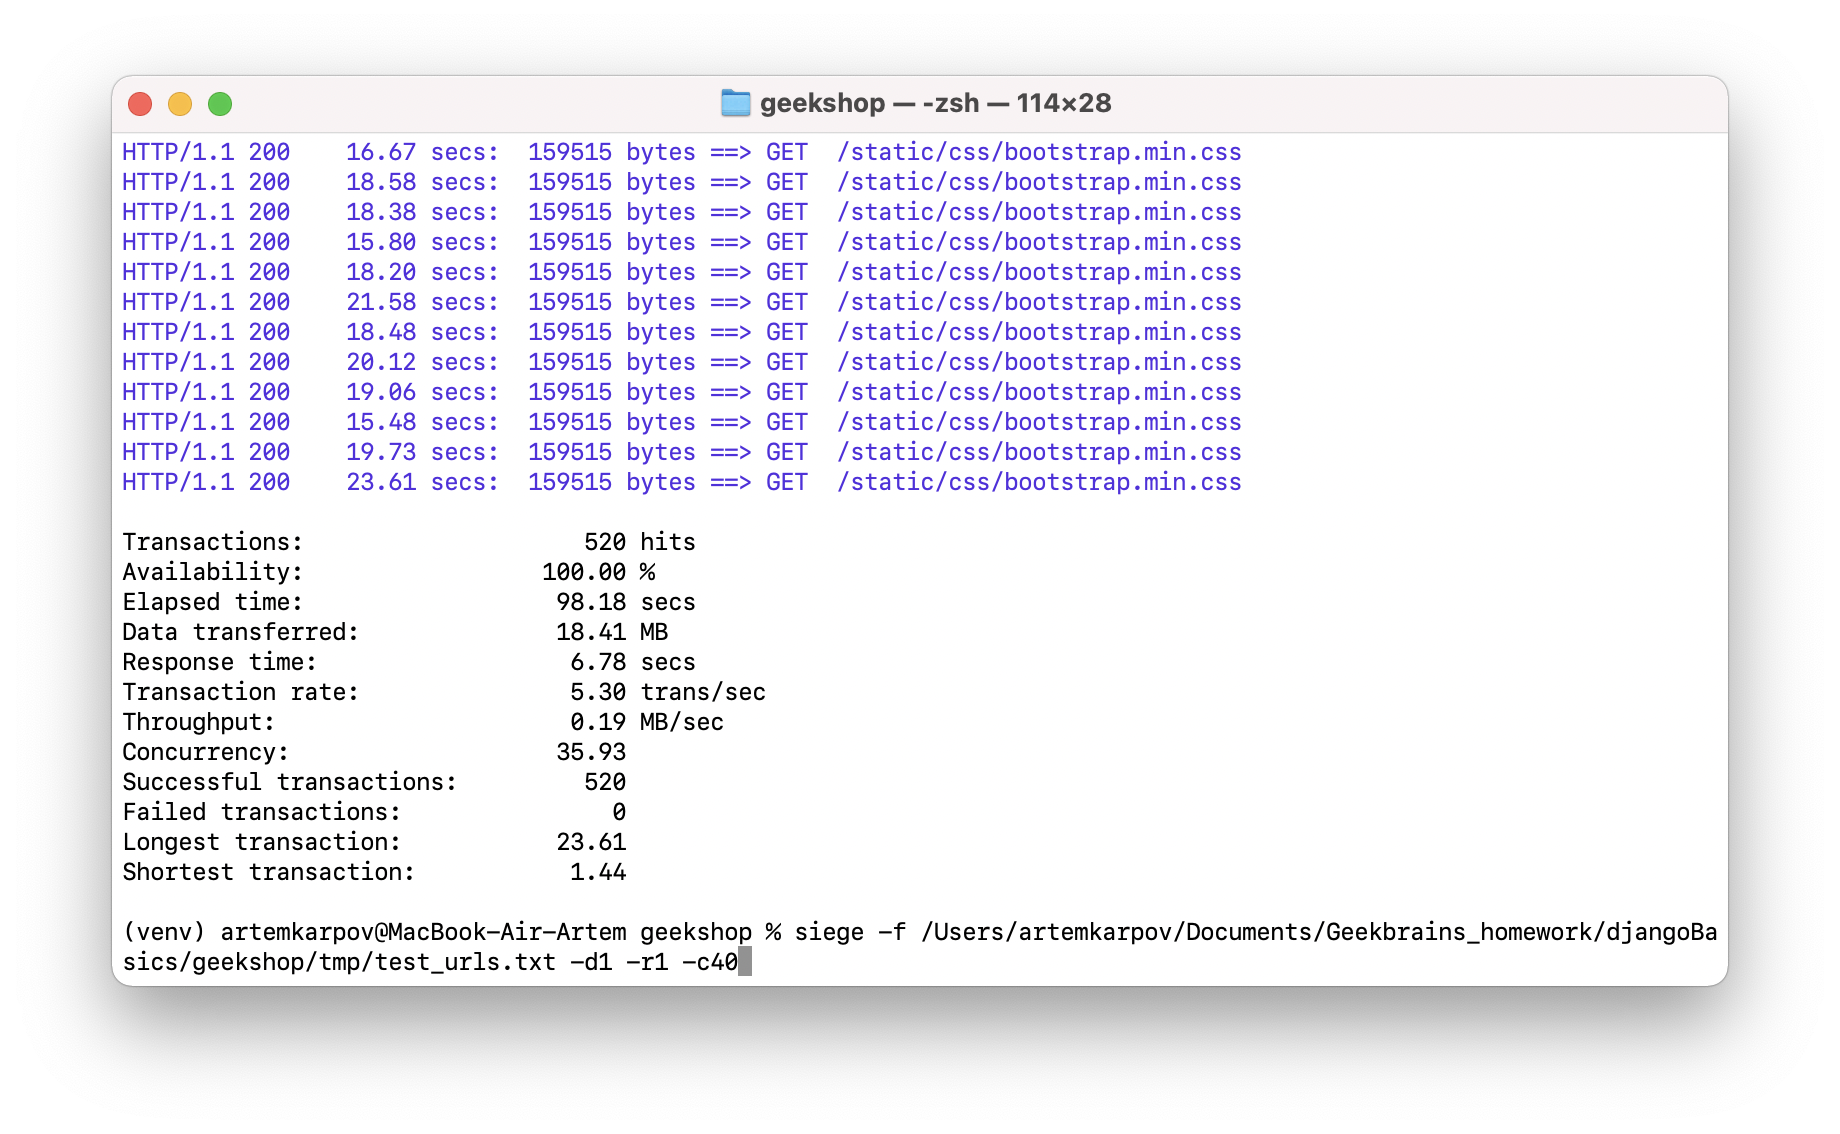 geekshop — -zsh — 114×28
HTTP/1.1 200    16.67 secs:  159515 bytes ==> GET  /static/css/bootstrap.min.css
HTTP/1.1 200    18.58 secs:  159515 bytes ==> GET  /static/css/bootstrap.min.css
HTTP/1.1 200    18.38 secs:  159515 bytes ==> GET  /static/css/bootstrap.min.css
HTTP/1.1 200    15.80 secs:  159515 bytes ==> GET  /static/css/bootstrap.min.css
HTTP/1.1 200    18.20 secs:  159515 bytes ==> GET  /static/css/bootstrap.min.css
HTTP/1.1 200    21.58 secs:  159515 bytes ==> GET  /static/css/bootstrap.min.css
HTTP/1.1 200    18.48 secs:  159515 bytes ==> GET  /static/css/bootstrap.min.css
HTTP/1.1 200    20.12 secs:  159515 bytes ==> GET  /static/css/bootstrap.min.css
HTTP/1.1 200    19.06 secs:  159515 bytes ==> GET  /static/css/bootstrap.min.css
HTTP/1.1 200    15.48 secs:  159515 bytes ==> GET  /static/css/bootstrap.min.css
HTTP/1.1 200    19.73 secs:  159515 bytes ==> GET  /static/css/bootstrap.min.css
HTTP/1.1 200    23.61 secs:  159515 bytes ==> GET  /static/css/bootstrap.min.css
Transactions:                    520 hits
Availability:                 100.00 %
Elapsed time:                  98.18 secs
Data transferred:              18.41 MB
Response time:                  6.78 secs
Transaction rate:               5.30 trans/sec
Throughput:                     0.19 MB/sec
Concurrency:                   35.93
Successful transactions:         520
Failed transactions:               0
Longest transaction:           23.61
Shortest transaction:           1.44
(venv) artemkarpov@MacBook-Air-Artem geekshop % siege -f /Users/artemkarpov/Documents/Geekbrains_homework/djangoBa
sics/geekshop/tmp/test_urls.txt -d1 -r1 -c40